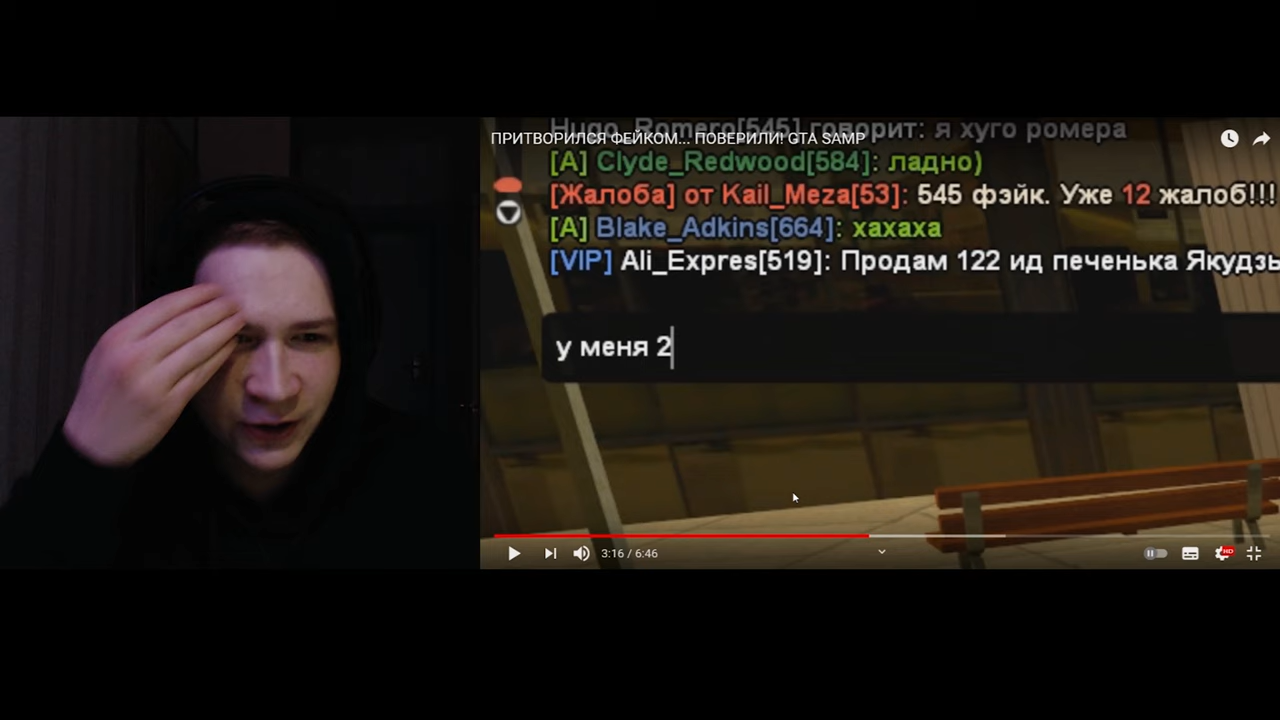 Hugo_Romero[545] говорит: я хуго ромера
ПРИТВОРИЛСЯ ФЕЙКОМ... ПОВЕРИЛИ! GTA SAMP
[A] Clyde_Redwood[584]: ладно)
[Жалоба] от Kail_Meza[53]: 545 фэйк. Уже 12 жалоб!!!
[A] Blake_Adkins[664]: хахаха
[VIP] Ali_Expres[519]: Продам 122 ид печенька Якудзь
у меня 2
3:16 / 6:46
HD